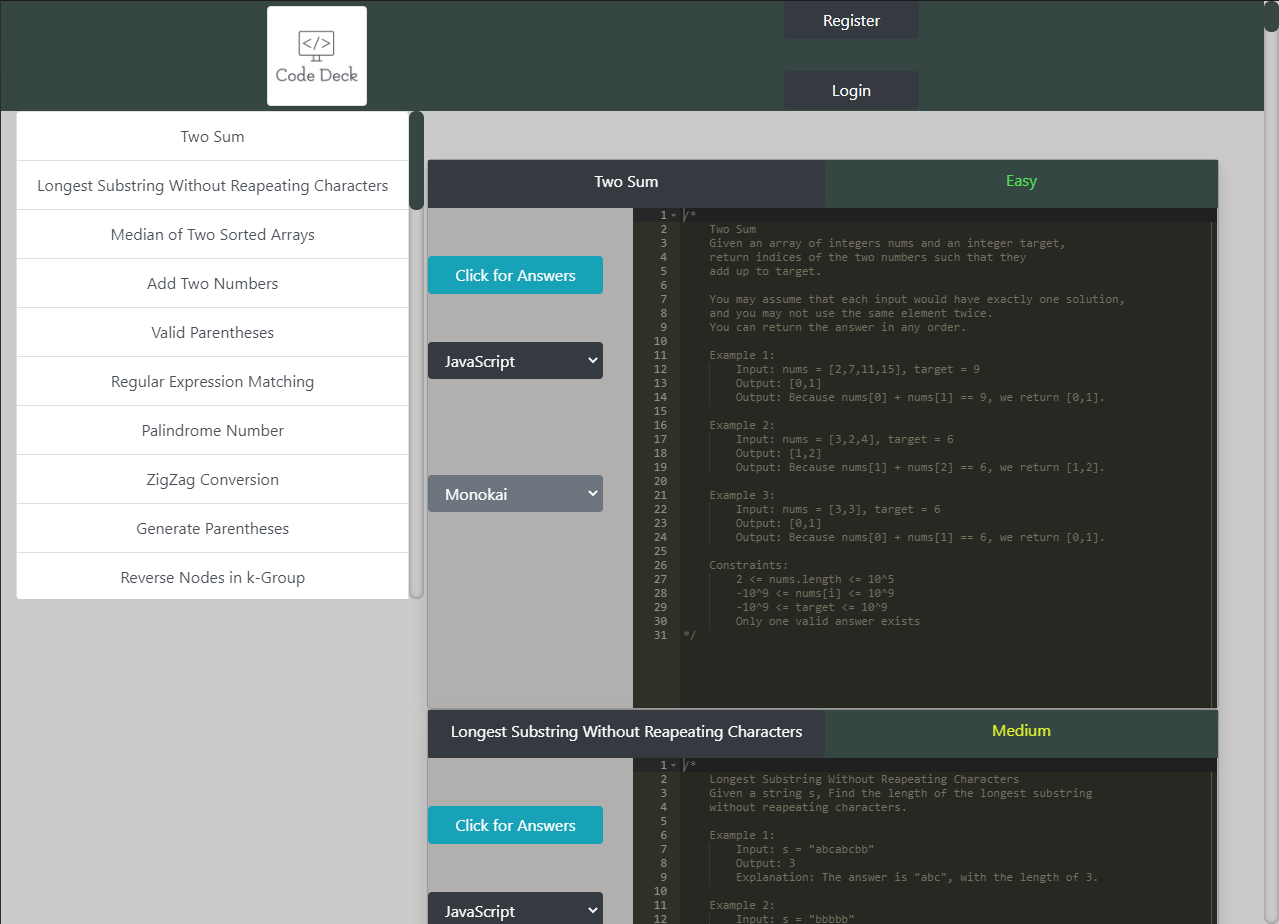 </>
Code Deck
Register
Login
Two Sum
Longest Substring Without Reapeating Characters
Median of Two Sorted Arrays
Add Two Numbers
Valid Parentheses
Regular Expression Matching
Palindrome Number
ZigZag Conversion
Generate Parentheses
Reverse Nodes in k-Group
Two Sum
Easy
Click for Answers
JavaScript
Monokai
1 /*
2 Two Sum
3 Given an array of integers nums and an integer target,
4 return indices of the two numbers such that they
5 add up to target.
6
7 You may assume that each input would have exactly one solution,
8 and you may not use the same element twice.
9 You can return the answer in any order.
10
11 Example 1:
12 Input: nums = [2,7,11,15], target = 9
13 Output: [0,1]
14 Output: Because nums[0] + nums[1] == 9, we return [0,1].
15
16 Example 2:
17 Input: nums = [3,2,4], target = 6
18 Output: [1,2]
19 Output: Because nums[1] + nums[2] == 6, we return [1,2].
20
21 Example 3:
22 Input: nums = [3,3], target = 6
23 Output: [0,1]
24 Output: Because nums[0] + nums[1] == 6, we return [0,1].
25
26 Constraints:
27 2 <= nums.length <= 10^5
28 -10^9 <= nums[i] <= 10^9
29 -10^9 <= target <= 10^9
30 Only one valid answer exists
31 */
Longest Substring Without Reapeating Characters
Medium
Click for Answers
JavaScript
1 /*
2 Longest Substring Without Reapeating Characters
3 Given a string s, Find the length of the longest substring
4 without reapeating characters.
5
6 Example 1:
7 Input: s = "abcabcbb"
8 Output: 3
9 Explanation: The answer is "abc", with the length of 3.
10
11 Example 2:
12 Input: s = "bbbbb"